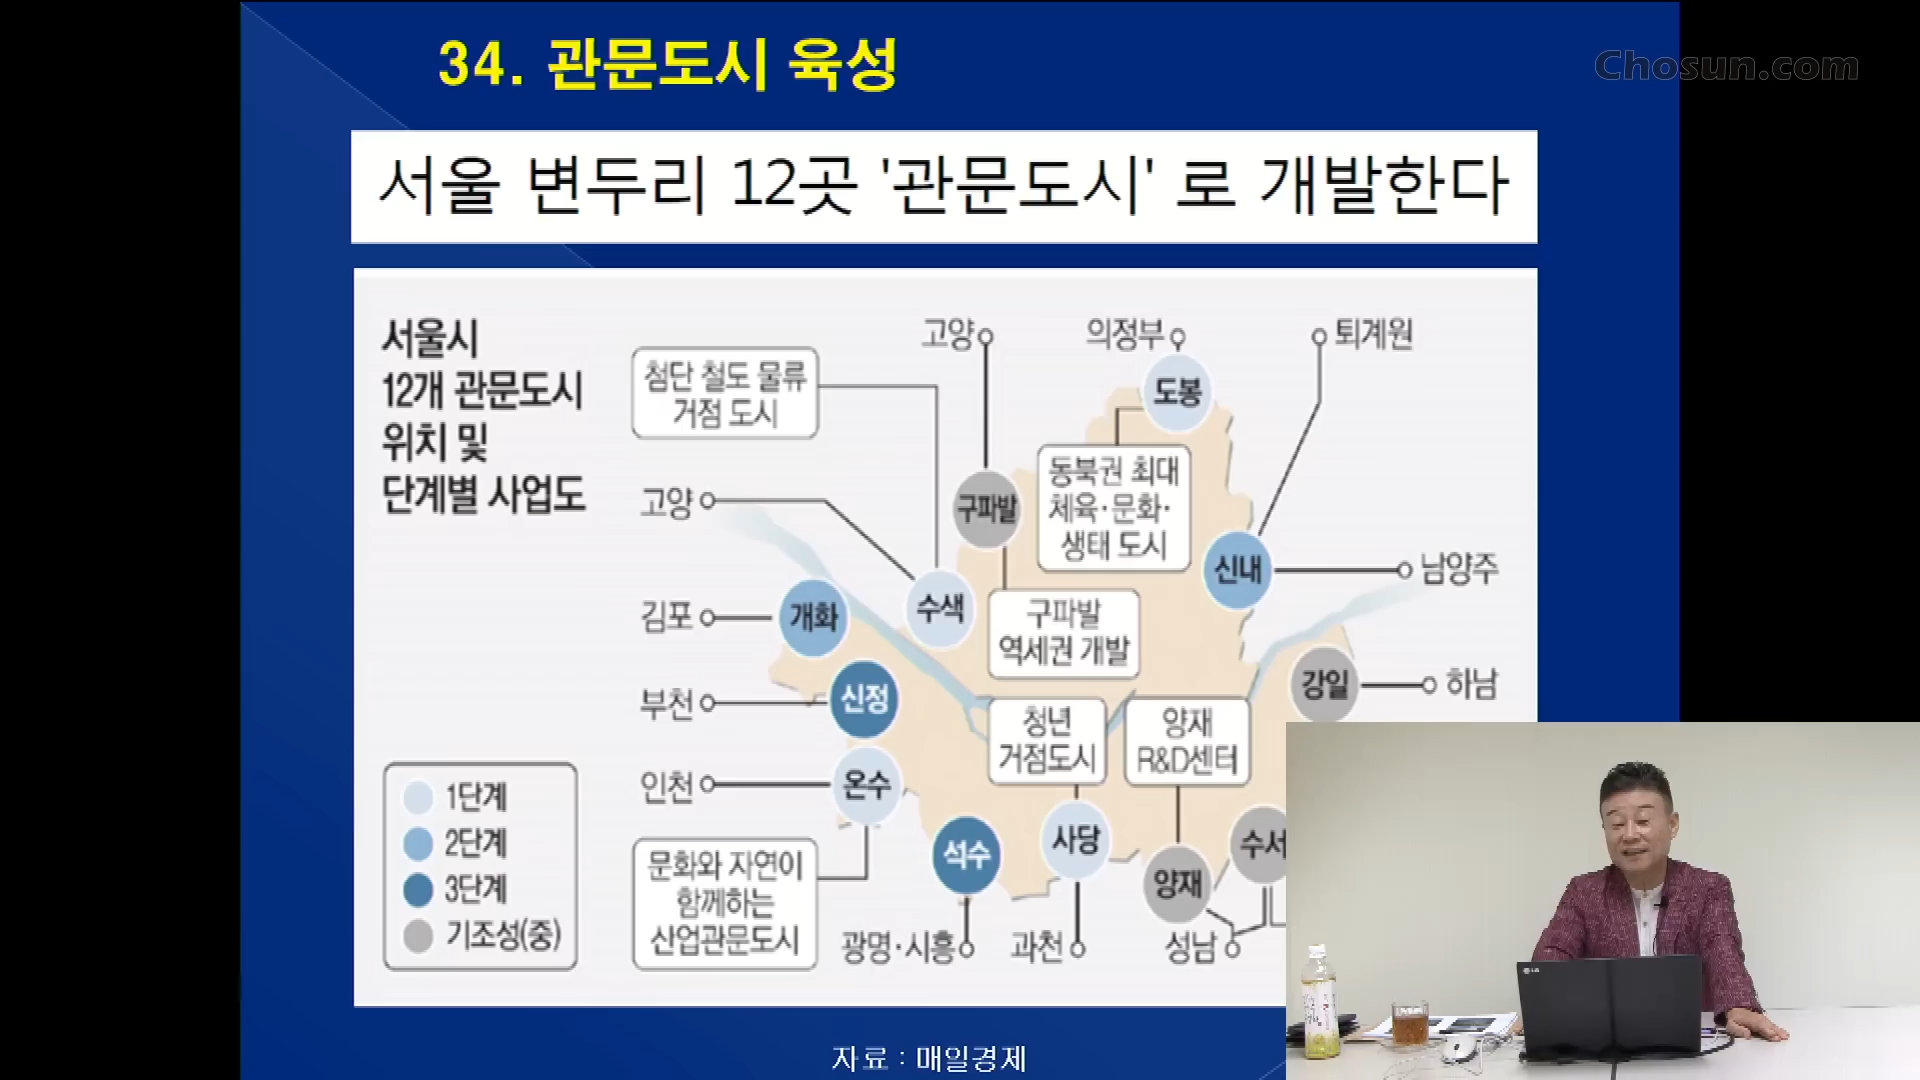 34. 관문도시 육성
Chosun.com
서울 변두리 12곳 '관문도시' 로 개발한다
서울시
12개 관문도시
위치 및
단계별 사업도
첨단 철도 물류
거점 도시
고양
의정부
퇴계원
도봉
동북권 최대
체육·문화·
생태 도시
고양
구파발
신내
남양주
김포
개화
수색
구파발
역세권 개발
부천
신정
강일
하남
청년
거점도시
양재
R&D센터
인천
온수
석수
사당
양재
수서
문화와 자연이
함께하는
산업관문도시
광명·시흥
과천
성남
1단계
2단계
3단계
기조성(중)
자료 : 매일경제
LG